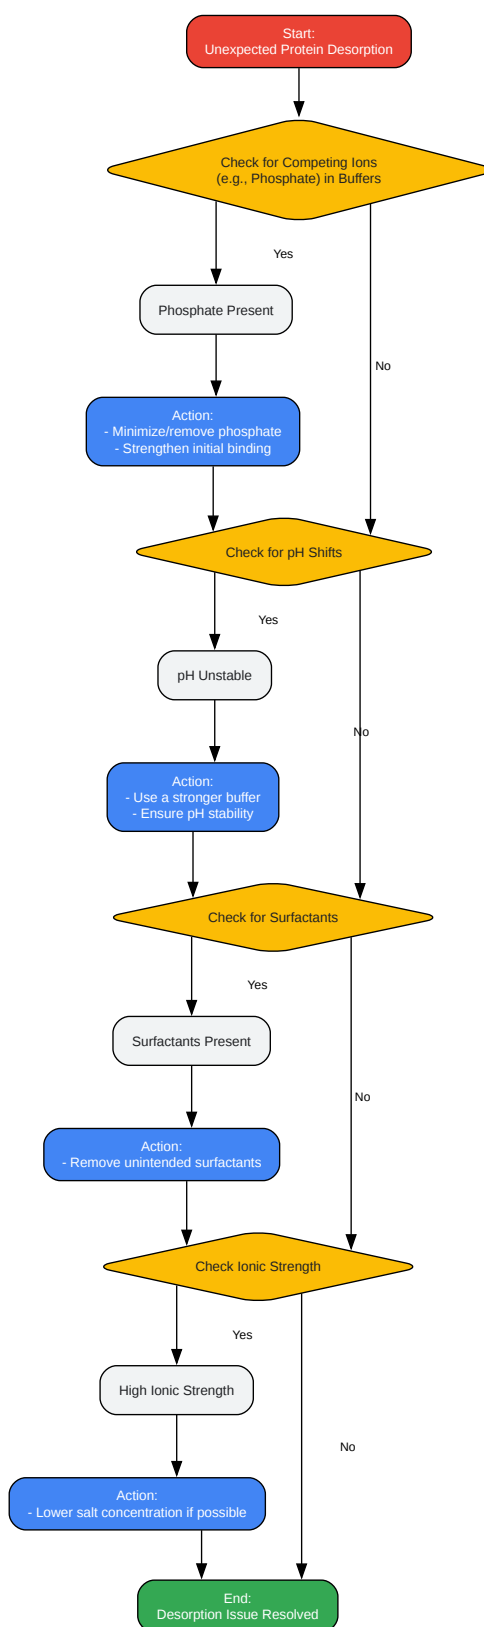 Start:
Unexpected Protein Desorption
Check for Competing Ions
(e.g., Phosphate) in Buffers
Yes
Phosphate Present
No
Action:
- Minimize/remove phosphate
- Strengthen initial binding
Check for pH Shifts
Yes
pH Unstable
No
Action:
- Use a stronger buffer
- Ensure pH stability
Check for Surfactants
Yes
Surfactants Present
No
Action:
- Remove unintended surfactants
Check Ionic Strength
Yes
High Ionic Strength
No
Action:
- Lower salt concentration if possible
End:
Desorption Issue Resolved